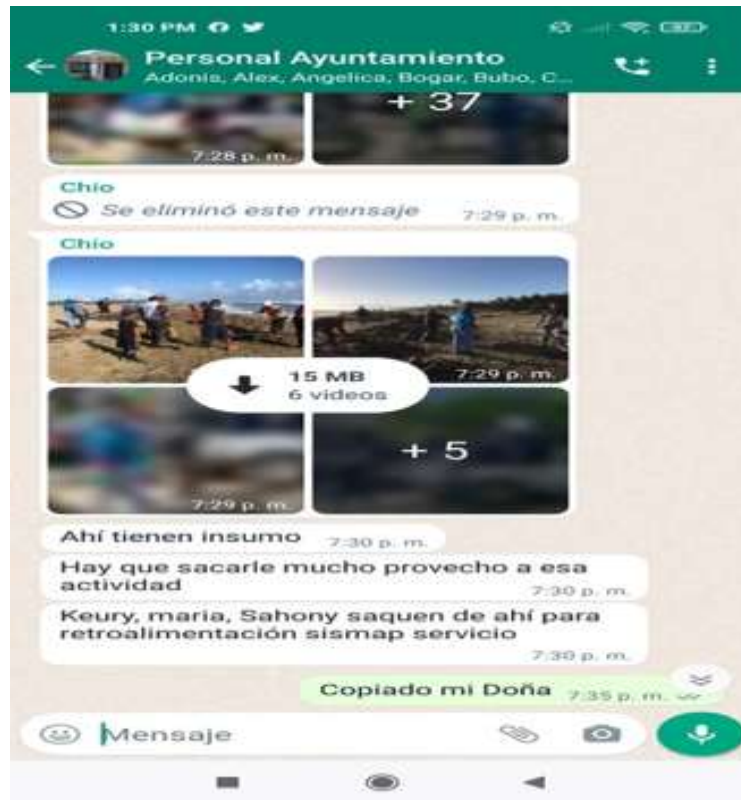 1:30 PM
Personal Ayuntamiento
Adonis, Alex, Angelica, Bogar, Bubo, C...
+ 37
7:28 p. m.
Chio
Se eliminó este mensaje 7:29 p. m.
Chio
15 MB
6 videos
7:29 p. m.
+ 5
7:29 p. m.
Ahí tienen insumo 7:30 p. m.
Hay que sacarle mucho provecho a esa
actividad
7:30 p. m.
Keury, maria, Sahony saquen de ahí para
retroalimentación sismap servicio
7:30 p. m.
Copiado mi Doña 7:35 p. m.
Mensaje